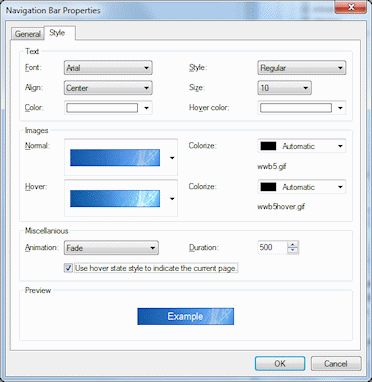 Navigation Bar Properties
General Style
Text
Font: Arial Style: Regular
Align: Center Size: 10
Color: Hover color:
Images
Normal: Colorize: Automatic
wwb5.gif
Hover: Colorize: Automatic
wwb5hover.gif
Miscellanious
Animation: Fade Duration: 500
Use hover state style to indicate the current page
Preview
Example
OK Cancel